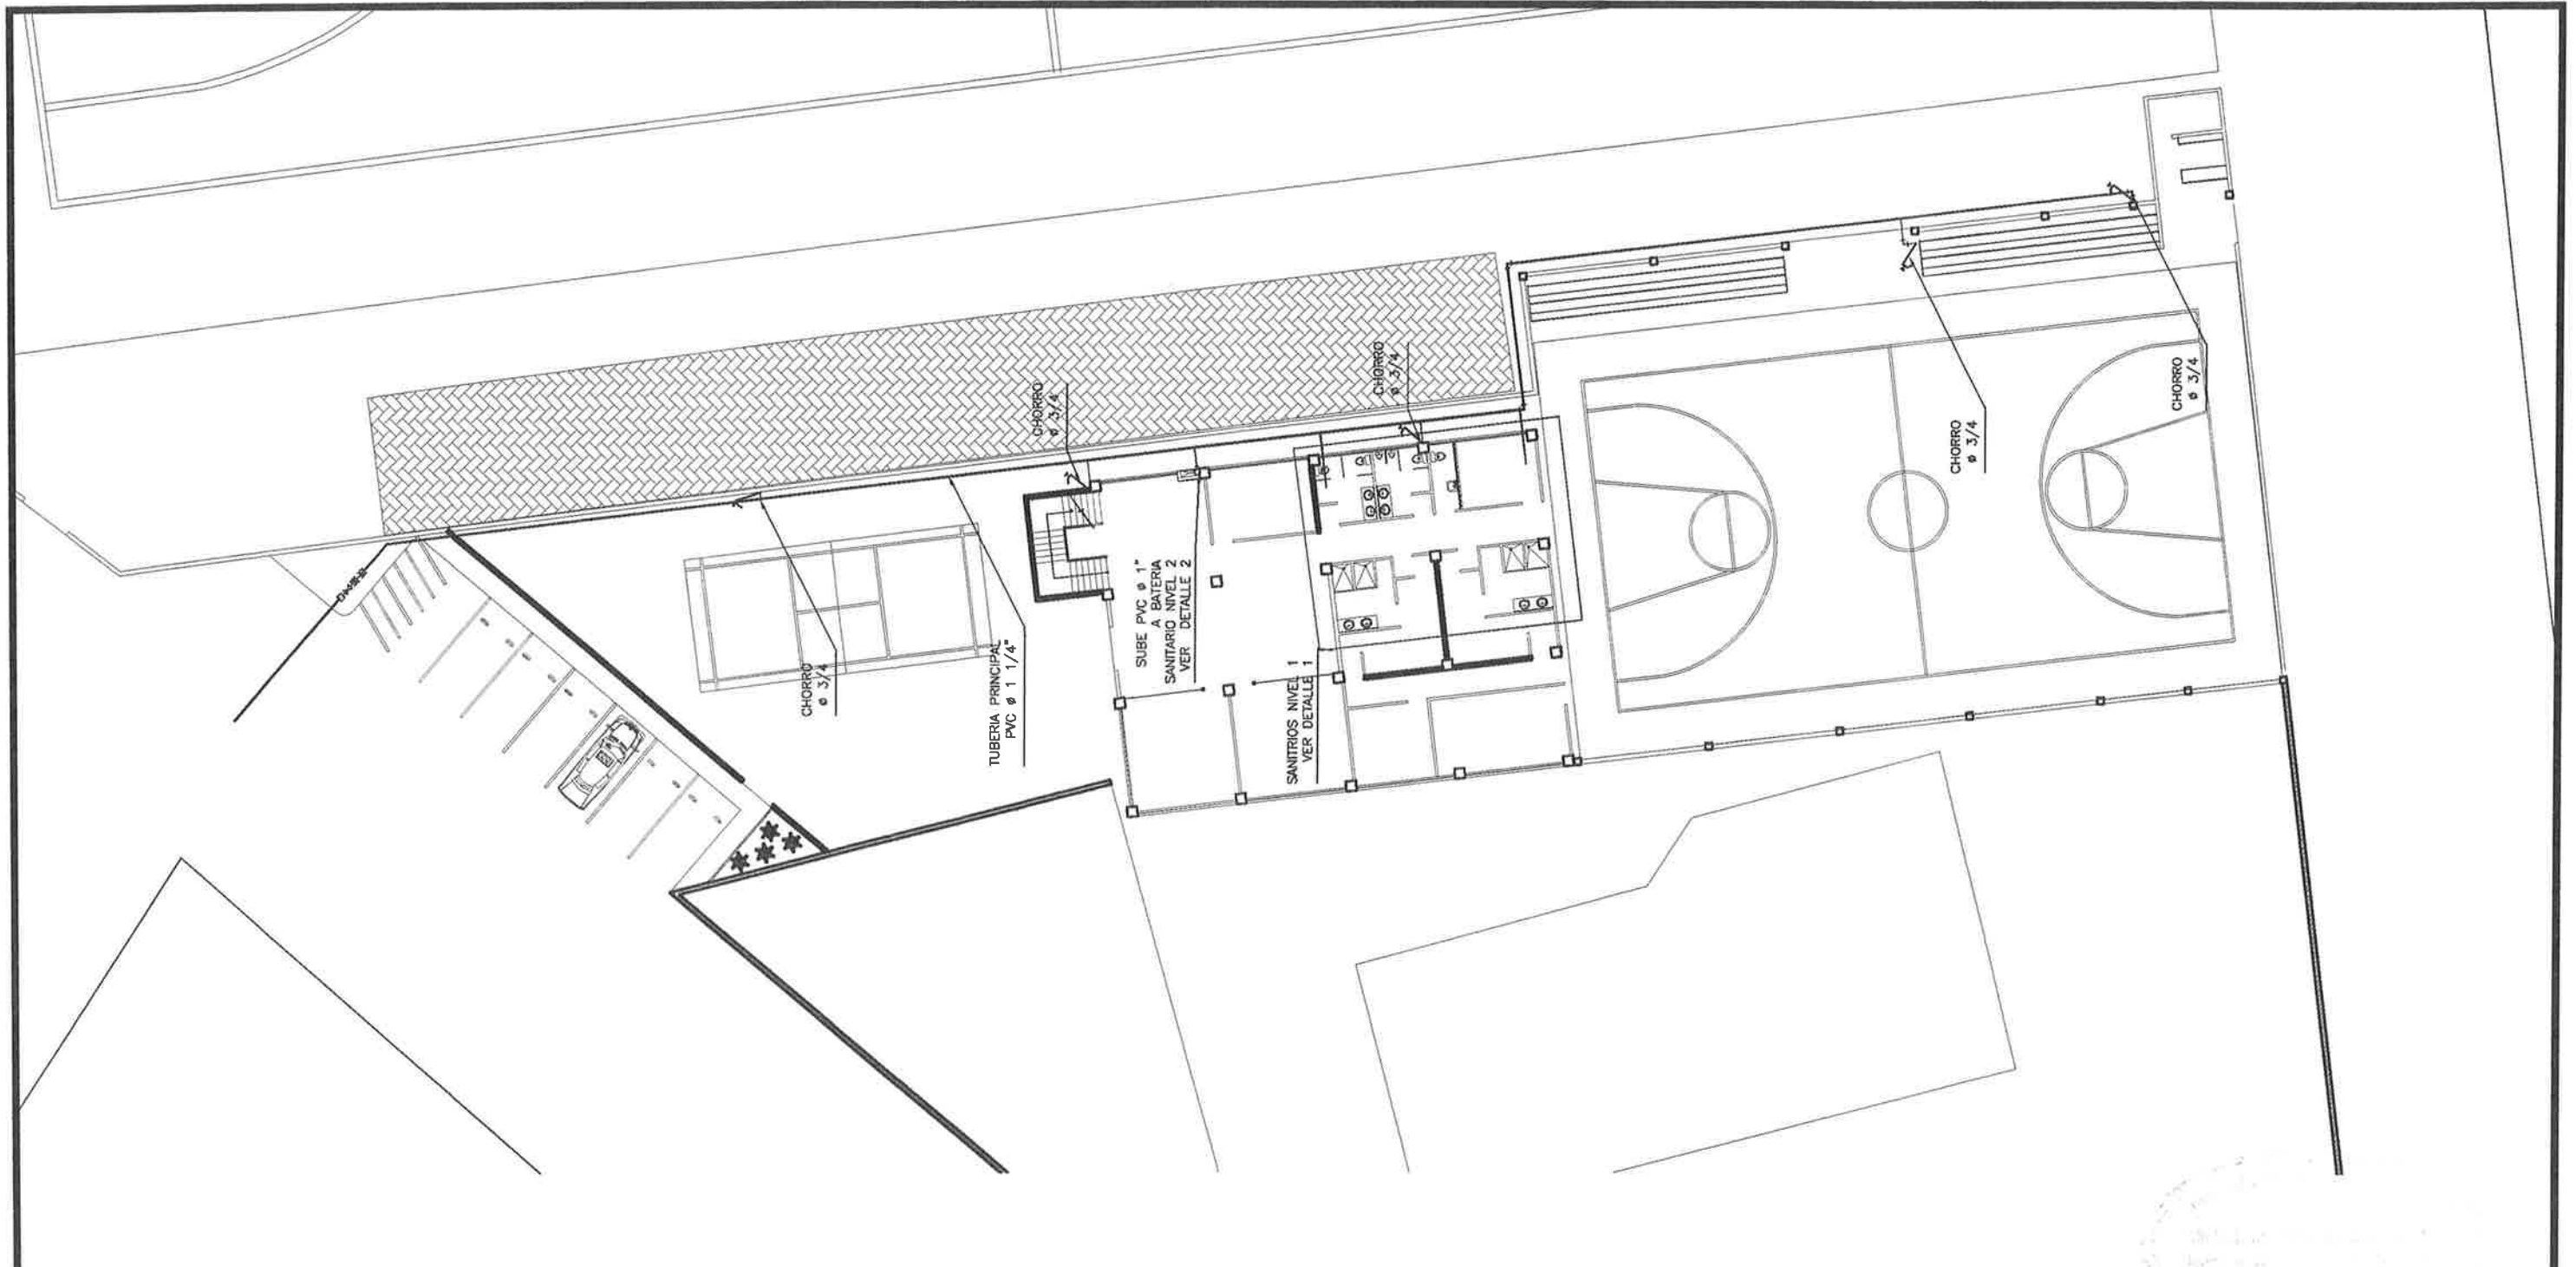 CHORRO
ø 3/4
TUBERIA PRINCIPAL
PVC ø 1 1/4"
CHORRO
ø 3/4
SUBE PVC ø 1"
A BATERIA
SANITARIO NIVEL 2
VER DETALLE 2
SANITRIOS NIVEL 1
VER DETALLE 1
CHORRO
ø 3/4
CHORRO
ø 3/4
CHORRO
ø 3/4